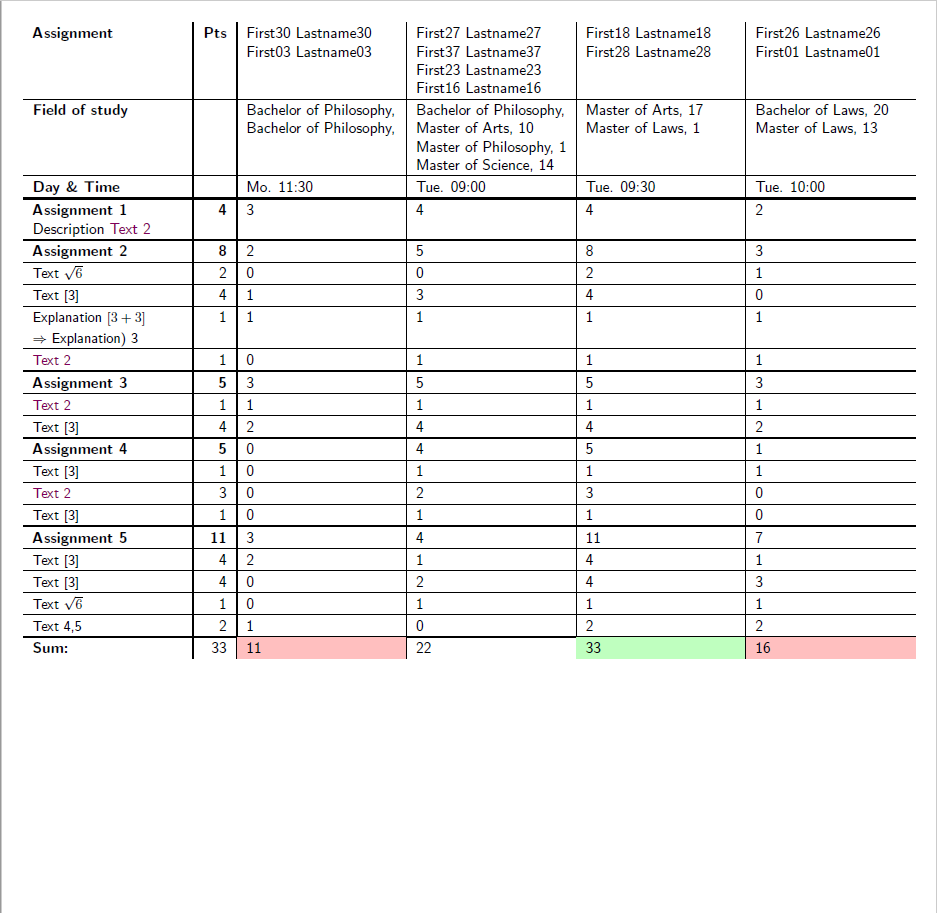 Assignment Pts First30 Lastname30 First27 Lastname27 First18 Lastname18 First26 Lastname26
First03 Lastname03 First37 Lastname37 First28 Lastname28 First01 Lastname01
First23 Lastname23
First16 Lastname16
Field of study Bachelor of Philosophy, Bachelor of Philosophy, Master of Arts, 17 Bachelor of Laws, 20
Bachelor of Philosophy, Master of Arts, 10 Master of Laws, 1 Master of Laws, 13
Master of Philosophy, 1
Master of Science, 14
Day & Time Mo. 11:30 Tue. 09:00 Tue. 09:30 Tue. 10:00
Assignment 1 4 3 4 4 2
Description Text 2
Assignment 2 8 2 5 8 3
Text √6 2 0 0 2 1
Text [3] 4 1 3 4 0
Explanation [3 + 3] 1 1 1 1 1
⇒ Explanation) 3
Text 2 1 0 1 1 1
Assignment 3 5 3 5 5 3
Text 2 1 1 1 1 1
Text [3] 4 2 4 4 2
Assignment 4 5 0 4 5 1
Text [3] 1 0 1 1 1
Text 2 3 0 2 3 0
Text [3] 1 0 1 1 0
Assignment 5 11 3 4 11 7
Text [3] 4 2 1 4 1
Text [3] 4 0 2 4 3
Text √6 1 0 1 1 1
Text 4,5 2 1 0 2 2
Sum: 33 11 22 33 16